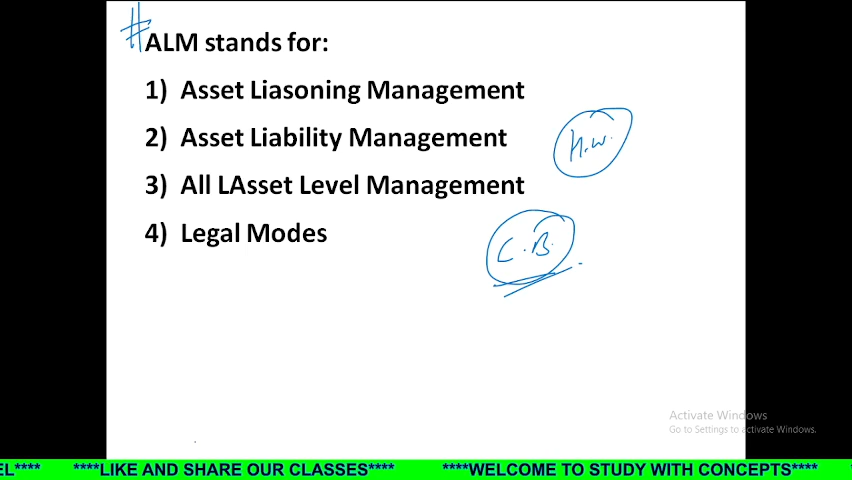 #ALM stands for:
1) Asset Liasoning Management
2) Asset Liability Management
H.W.
3) All LAsset Level Management
4) Legal Modes
C.B.
Activate Windows
Go to Settings to activate Windows.
EL**** ****LIKE AND SHARE OUR CLASSES**** ****WELCOME TO STUDY WITH CONCEPTS****